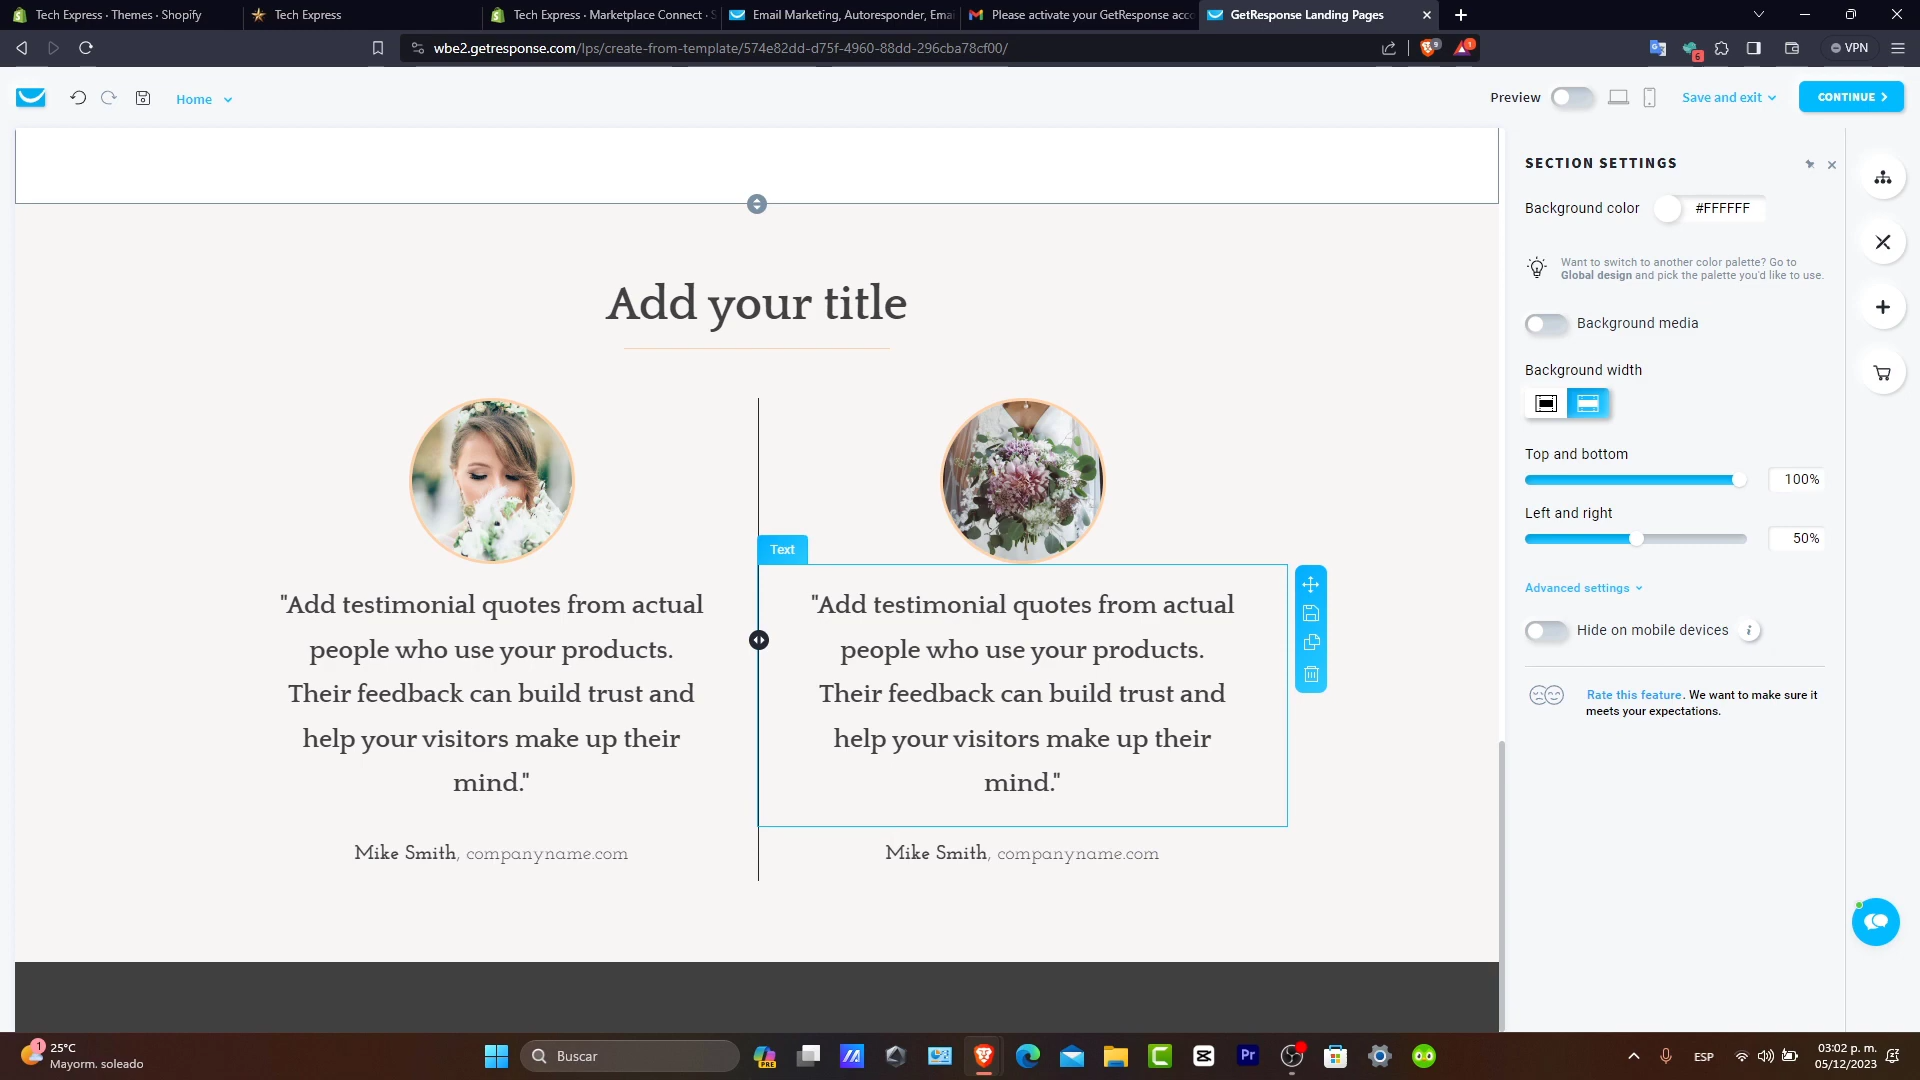 Tech Express · Themes · Shopify
Tech Express
Tech Express · Marketplace Connect · S
Email Marketing, Autoresponder, Emai
Please activate your GetResponse acco
GetResponse Landing Pages
wbe2.getresponse.com/lps/create-from-template/574e82dd-d75f-4960-88dd-296cba78cf00/
9
1
6
VPN
Home
Preview
Save and exit
CONTINUE
SECTION SETTINGS
Background color
#FFFFFF
Want to switch to another color palette? Go to
Global design and pick the palette you'd like to use.
Background media
Background width
Top and bottom
100%
Left and right
50%
Advanced settings
Hide on mobile devices
i
Rate this feature. We want to make sure it
meets your expectations.
Add your title
Text
"Add testimonial quotes from actual
people who use your products.
Their feedback can build trust and
help your visitors make up their
mind."
Mike Smith, companyname.com
"Add testimonial quotes from actual
people who use your products.
Their feedback can build trust and
help your visitors make up their
mind."
Mike Smith, companyname.com
1
25°C
Mayorm. soleado
Buscar
PRE
Pr
ESP
03:02 p. m.
05/12/2023